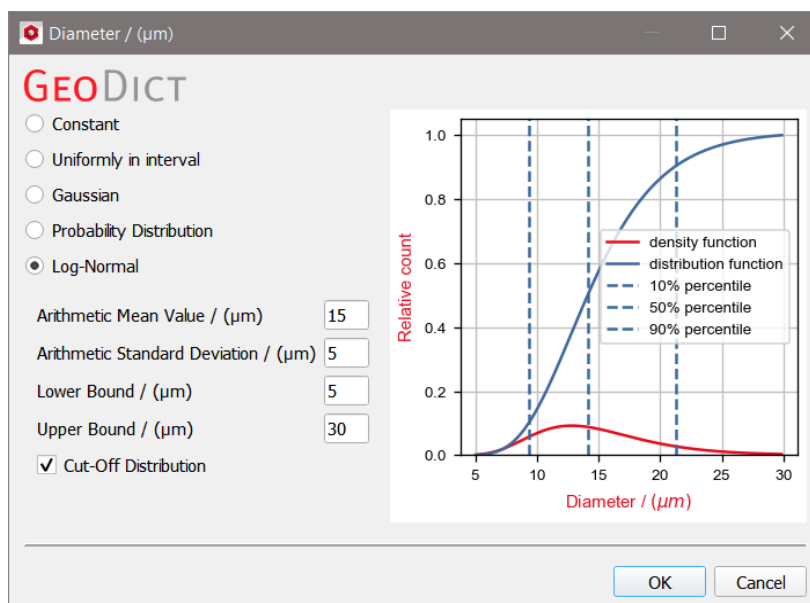 Diameter / (µm)
GEODICT
Constant
Uniformly in interval
Gaussian
Probability Distribution
Log-Normal
Arithmetic Mean Value / (µm) 15
Arithmetic Standard Deviation / (µm) 5
Lower Bound / (µm) 5
Upper Bound / (µm) 30
Cut-Off Distribution
Relative count
1.0
0.8
0.6
0.4
0.2
0.0
density function
distribution function
10% percentile
50% percentile
90% percentile
5 10 15 20 25 30
Diameter / (µm)
OK Cancel